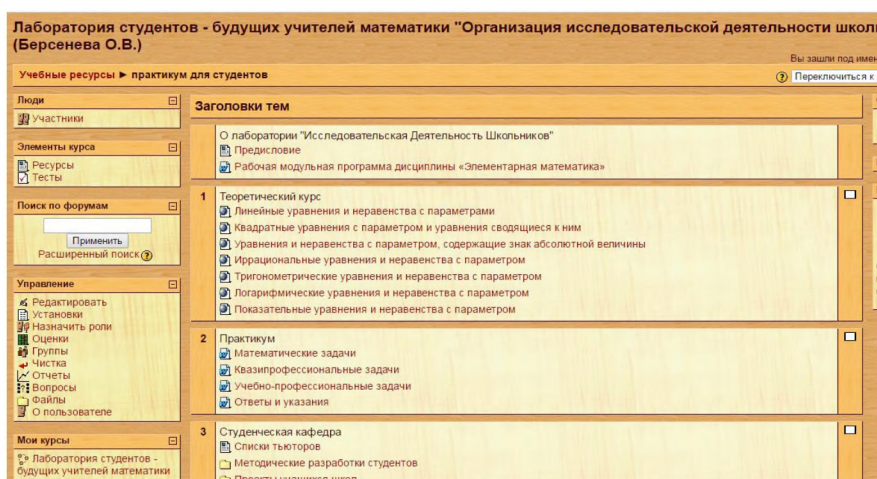 Лаборатория студентов - будущих учителей математики "Организация исследовательской деятельности
(Берсенева О.В.)
Вы зашли под
Учебные ресурсы ► практикум для студентов
Переключиться к
Люди
Участники
Элементы курса
Ресурсы
Тесты
Поиск по форумам
Применить
Расширенный поиск
Управление
Редактировать
Установки
Назначить роли
Оценки
Группы
Чистка
Отчеты
Вопросы
Файлы
О пользователе
Мои курсы
Лаборатория студентов -
будущих учителей математики
Заголовки тем
О лаборатории "Исследовательская Деятельность Школьников"
Предисловие
Рабочая модульная программа дисциплины «Элементарная математика»
1 Теоретический курс
Линейные уравнения и неравенства с параметрами
Квадратные уравнения с параметром и уравнения сводящиеся к ним
Уравнения и неравенства с параметром, содержащие знак абсолютной величины
Иррациональные уравнения и неравенства с параметром
Тригонометрические уравнения и неравенства с параметром
Логарифмические уравнения и неравенства с параметром
Показательные уравнения и неравенства с параметром
2 Практикум
Математические задачи
Квазипрофессиональные задачи
Учебно-профессиональные задачи
Ответы и указания
3 Студенческая кафедра
Списки тьюторов
Методические разработки студентов